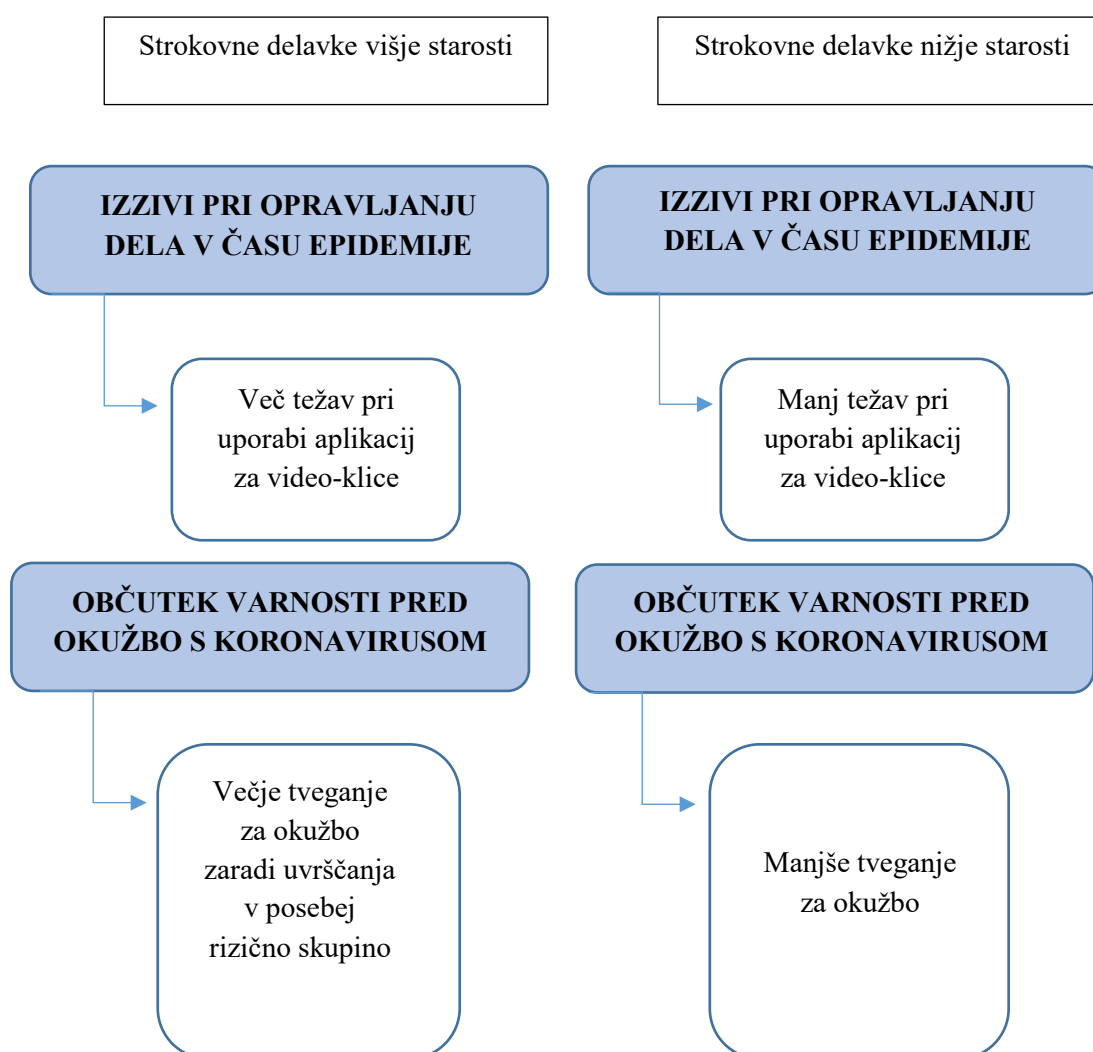 Strokovne delavke višje starosti
Strokovne delavke nižje starosti
IZZIVI PRI OPRAVLJANJU
DELA V ČASU EPIDEMIJE
IZZIVI PRI OPRAVLJANJU
DELA V ČASU EPIDEMIJE
Več težav pri
uporabi aplikacij
za video-klice
Manj težav pri
uporabi aplikacij
za video-klice
OBČUTEK VARNOSTI PRED
OKUŽBO S KORONAVIRUSOM
OBČUTEK VARNOSTI PRED
OKUŽBO S KORONAVIRUSOM
Večje tveganje
za okužbo
zaradi uvrščanja
v posebej
rizično skupino
Manjše tveganje
za okužbo